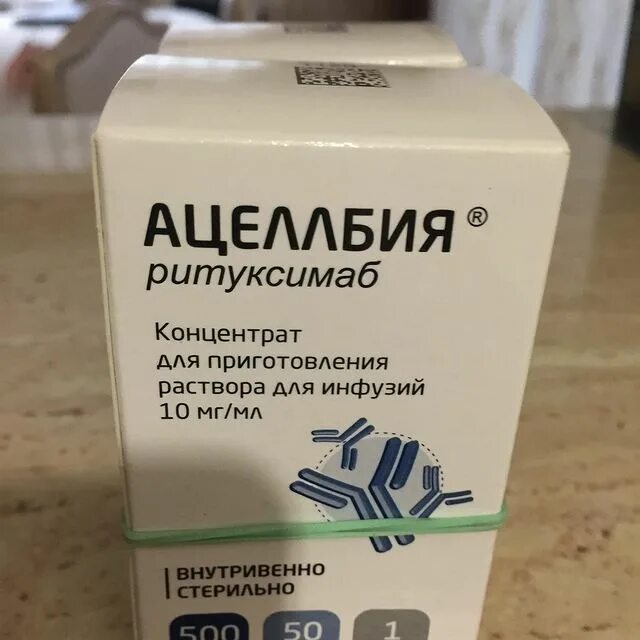 АЦЕЛЛБИЯ®
ритуксимаб
Концентрат
для приготовления
раствора для инфузий
10 мг/мл
ВНУТРИВЕННО
СТЕРИЛЬНО
500 50 1